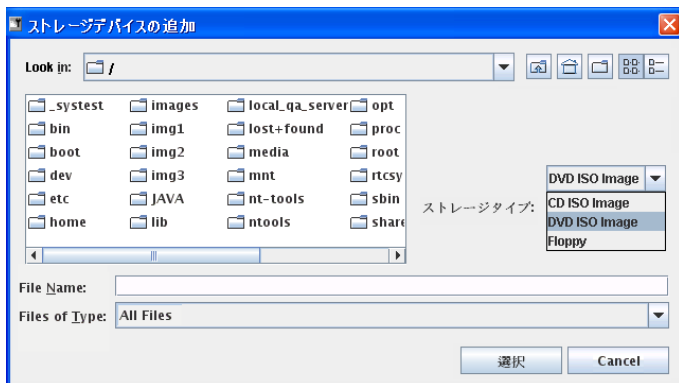 ストレージデバイスの追加
Look in: /
_systest images local_qa_server opt
bin img1 lost+found proc
boot img2 media root
dev img3 mnt rtcsy
etc JAVA nt-tools sbin
home lib ntools share
ストレージタイプ: DVD ISO Image
CD ISO Image
DVD ISO Image
Floppy
File Name:
Files of Type: All Files
選択 Cancel